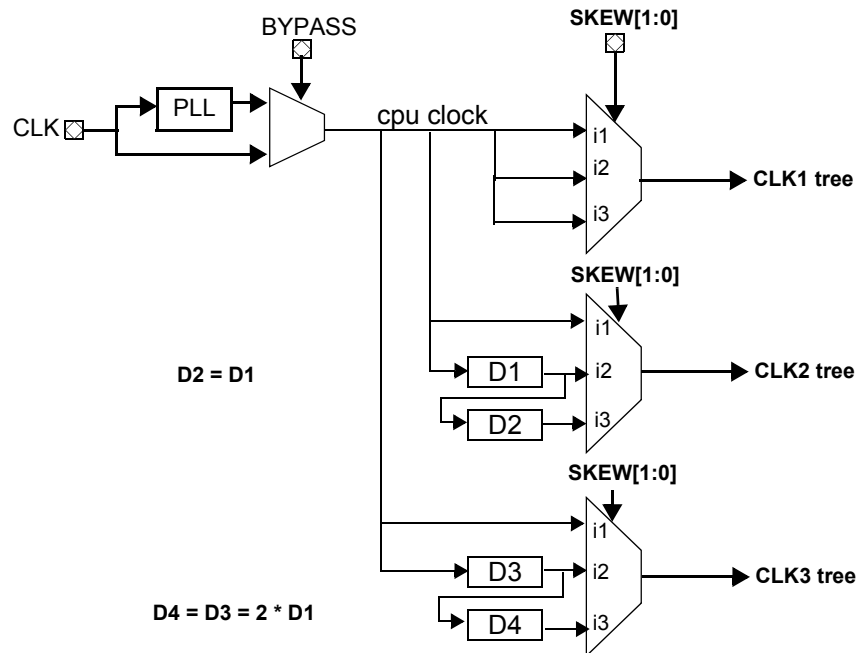 BYPASS
SKEW[1:0]
PLL
CLK
cpu clock
i1
i2
i3
CLK1 tree
SKEW[1:0]
i1
D1
i2
D2
i3
CLK2 tree
D2 = D1
SKEW[1:0]
i1
D3
i2
D4
i3
CLK3 tree
D4 = D3 = 2 * D1